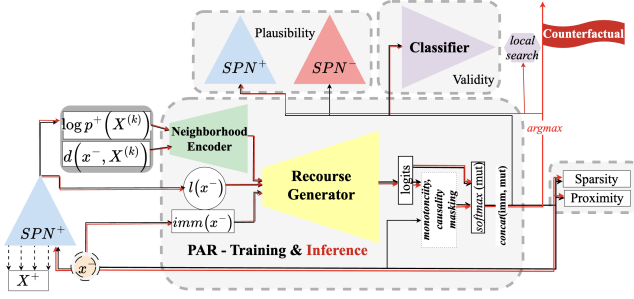 Plausibility
SPN⁺
SPN⁻
Classifier
Validity
local
search
Counterfactual
argmax
log p⁺(X⁽ᵏ⁾)
d(x⁻, X⁽ᵏ⁾)
Neighborhood
Encoder
l(x⁻)
imm(x⁻)
Recourse
Generator
logits
monotoncity,
causality
masking
softmax (mut)
concat(imm, mut)
Sparsity
Proximity
SPN⁺
X⁺
x⁻
PAR - Training & Inference